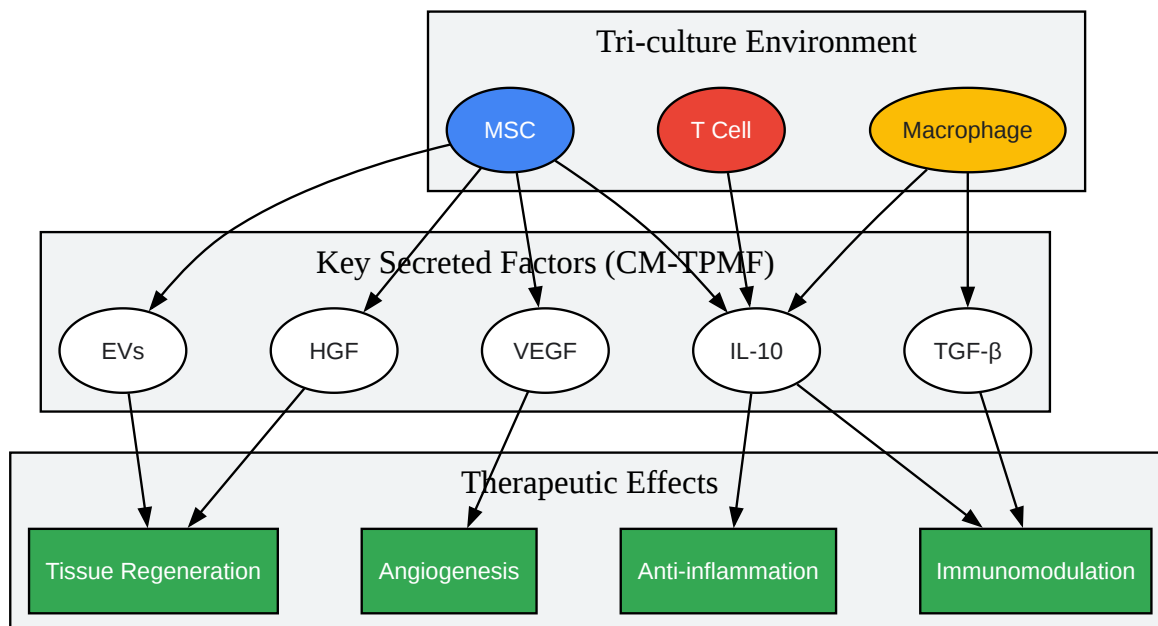 Tri-culture Environment
MSC
T Cell
Macrophage
Key Secreted Factors (CM-TPMF)
EVs
HGF
VEGF
IL-10
TGF-β
Therapeutic Effects
Tissue Regeneration
Angiogenesis
Anti-inflammation
Immunomodulation